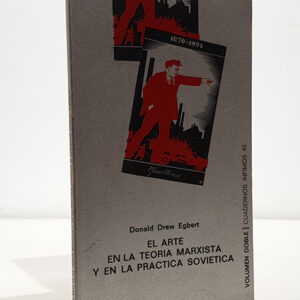 1870-1924
Donald Drew Egbert
EL ARTE
EN LA TEORIA MARXISTA
Y EN LA PRACTICA SOVIETICA
VOLUMEN DOBLE | CUADERNOS INFIMOS 43